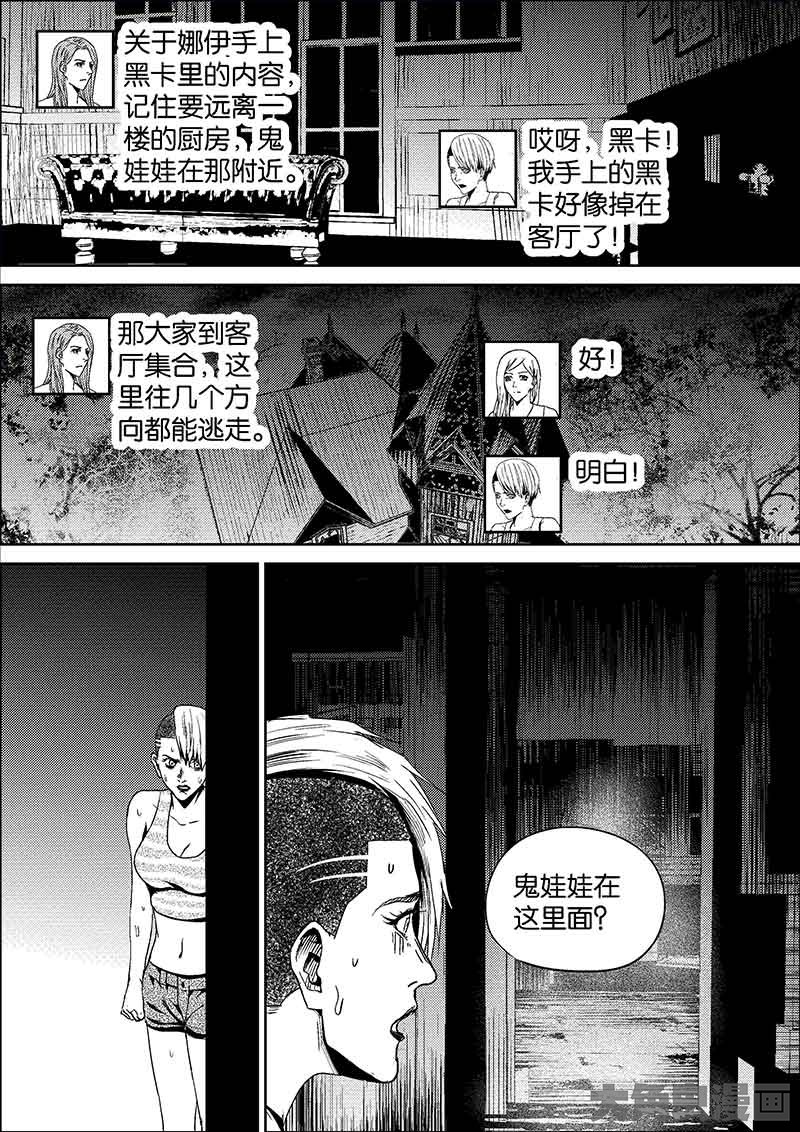 关于娜伊手上
黑卡里的内容，
记住要远离一
楼的厨房，鬼
娃娃在那附近。
哎呀，黑卡！
我手上的黑
卡好像掉在
客厅了！
那大家到客
厅集合，这
里往几个方
向都能逃走。
好！
明白！
鬼娃娃在
这里面？
漫画